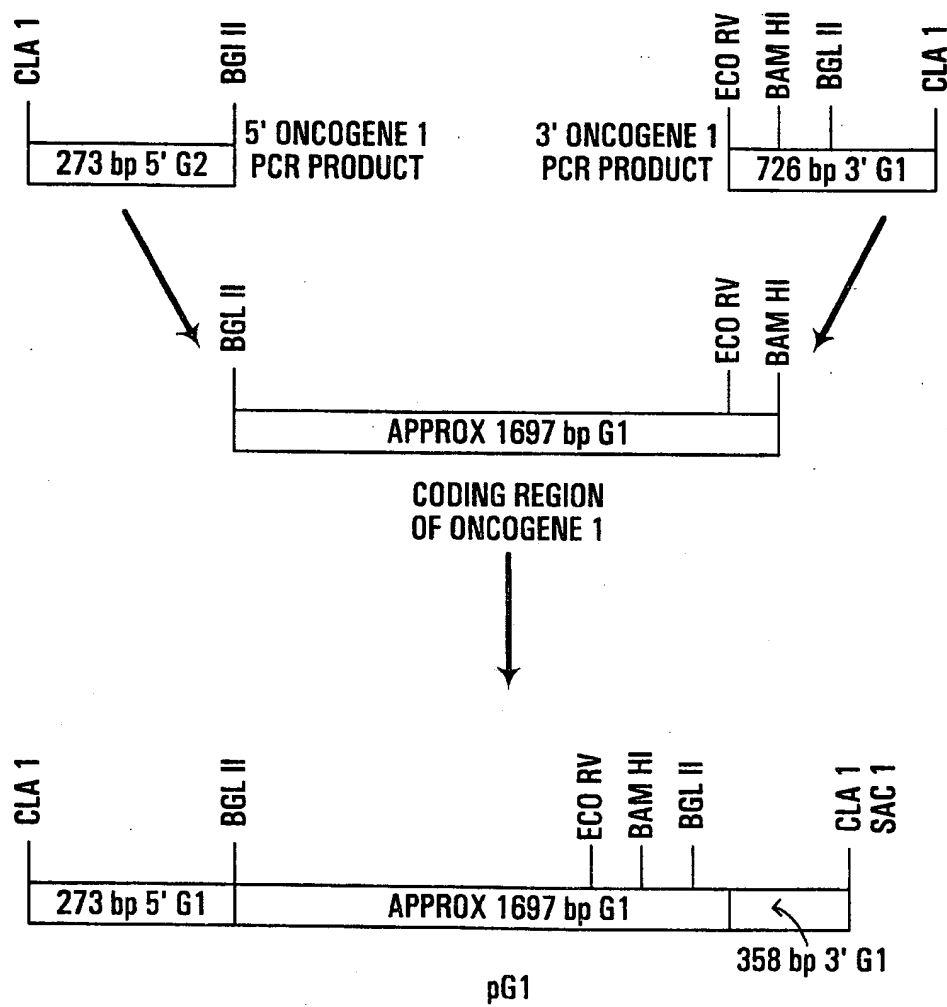 CLA 1
BGI II
ECO RV
BAM HI
BGL II
CLA 1
5' ONCOGENE 1
PCR PRODUCT
3' ONCOGENE 1
PCR PRODUCT
273 bp 5' G2
726 bp 3' G1
BGL II
ECO RV
BAM HI
APPROX 1697 bp G1
CODING REGION
OF ONCOGENE 1
CLA 1
BGL II
ECO RV
BAM HI
BGL II
CLA 1
SAC 1
273 bp 5' G1
APPROX 1697 bp G1
358 bp 3' G1
pG1